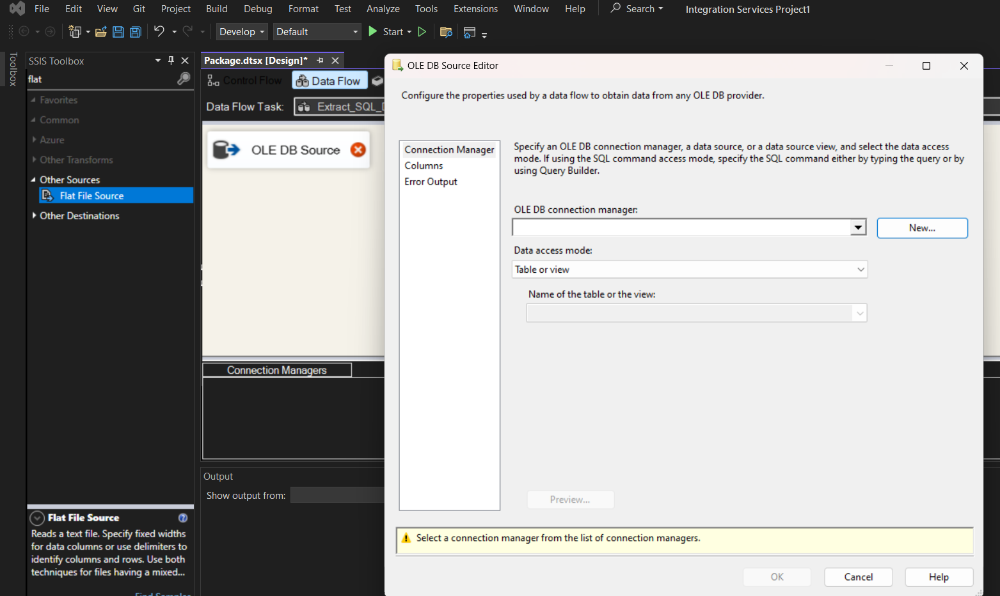 File Edit View Git Project Build Debug Format Test Analyze Tools Extensions Window Help Search Integration Services Project1
Develop Default Start
Toolbox
SSIS Toolbox
flat
Favorites
Common
Azure
Other Transforms
Other Sources
Flat File Source
Other Destinations
Flat File Source
Reads a text file. Specify fixed widths
for data columns or use delimiters to
identify columns and rows. Use both
techniques for files having a mixed...
Find Samples
Package.dtsx [Design]*
Control Flow Data Flow
Data Flow Task: Extract_SQL_
OLE DB Source
Connection Managers
Output
Show output from:
OLE DB Source Editor
Configure the properties used by a data flow to obtain data from any OLE DB provider.
Connection Manager
Columns
Error Output
Specify an OLE DB connection manager, a data source, or a data source view, and select the data access
mode. If using the SQL command access mode, specify the SQL command either by typing the query or by
using Query Builder.
OLE DB connection manager:
New...
Data access mode:
Table or view
Name of the table or the view:
Preview...
Select a connection manager from the list of connection managers.
OK Cancel Help